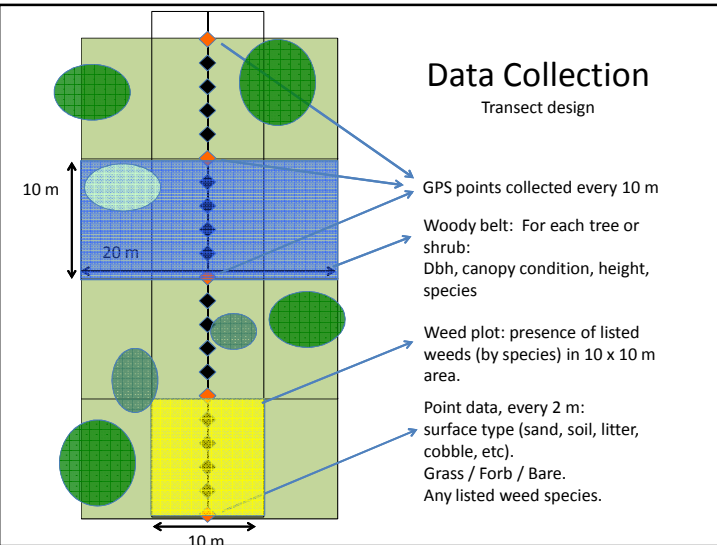 Data Collection
Transect design
10 m
GPS points collected every 10 m
Woody belt:  For each tree or
shrub:
Dbh, canopy condition, height,
species
20 m
Weed plot: presence of listed
weeds (by species) in 10 x 10 m
area.
Point data, every 2 m:
surface type (sand, soil, litter,
cobble, etc).
Grass / Forb / Bare.
Any listed weed species.
10 m